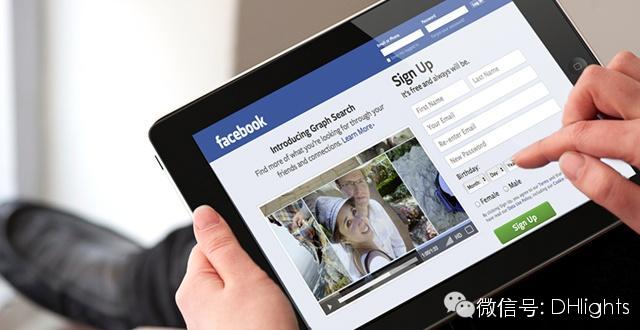 Email or Phone
Password
facebook
Sign Up
It's free and always will be.
Introducing Graph Search
Find more of what you're looking for through your
friends and connections. Learn More ›
First Name
Last Name
Your Email
Re-enter Email
New Password
Birthday:
Month
Day
Female
Male
Sign Up
HD
微信号: DHlights